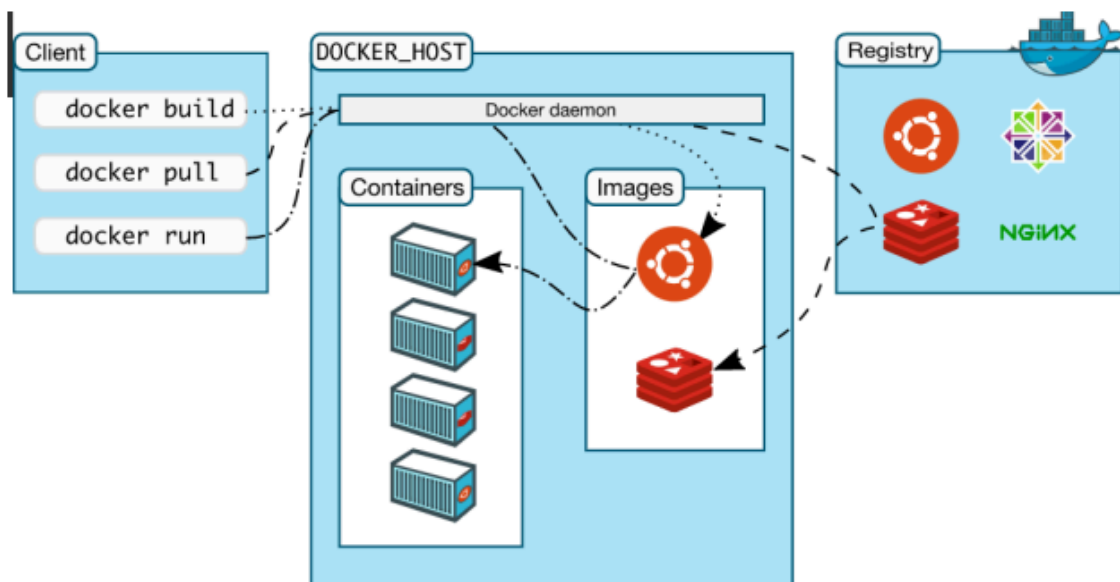 Client
docker build
docker pull
docker run
DOCKER_HOST
Docker daemon
Containers
Images
Registry
NGiNX